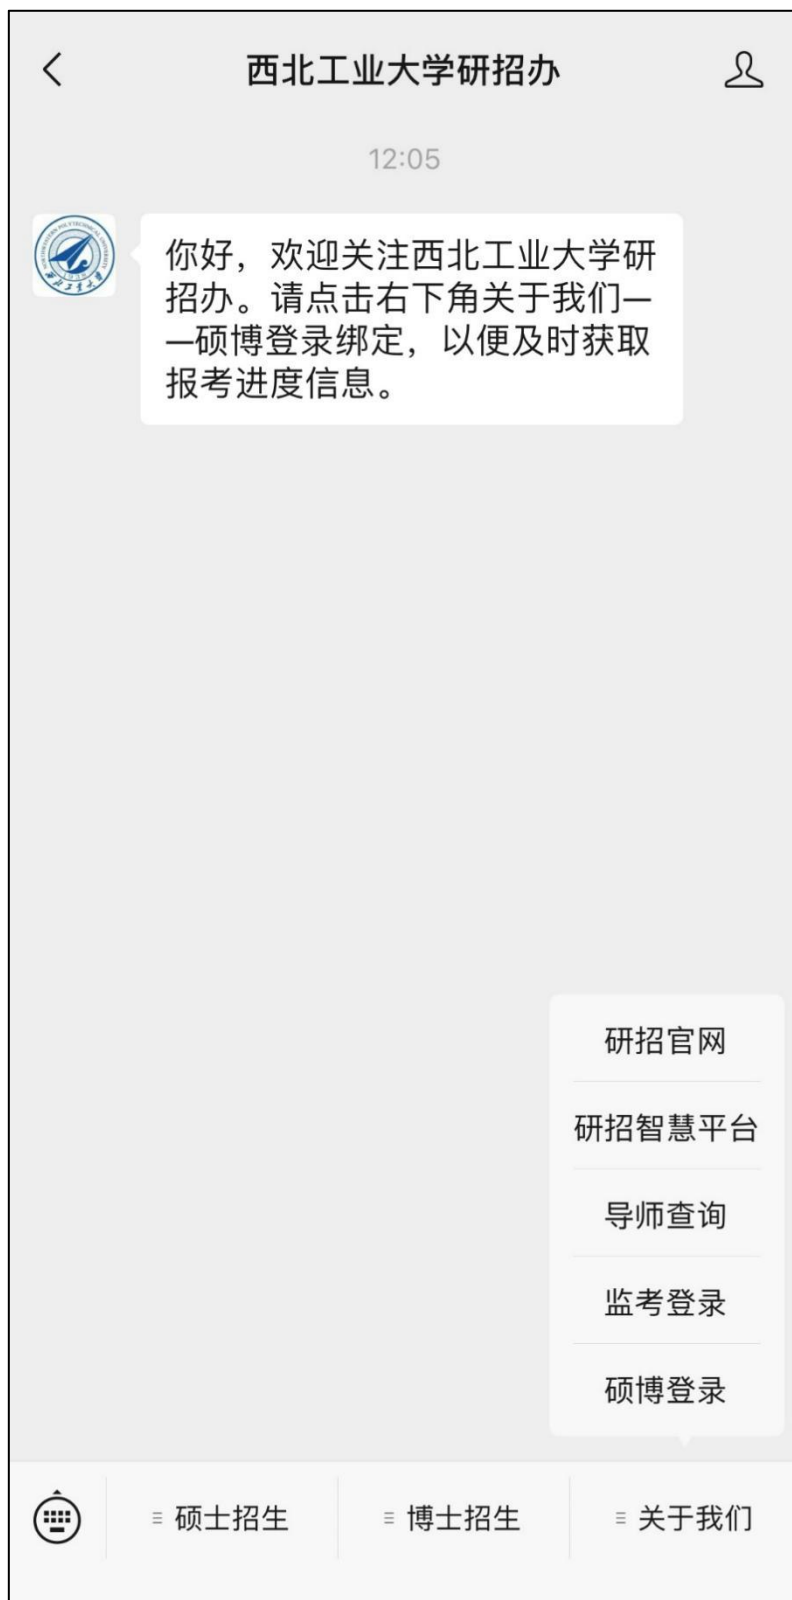 西北工业大学研招办
12:05
你好，欢迎关注西北工业大学研
招办。请点击右下角关于我们—
—硕博登录绑定，以便及时获取
报考进度信息。
研招官网
研招智慧平台
导师查询
监考登录
硕博登录
硕士招生
博士招生
关于我们